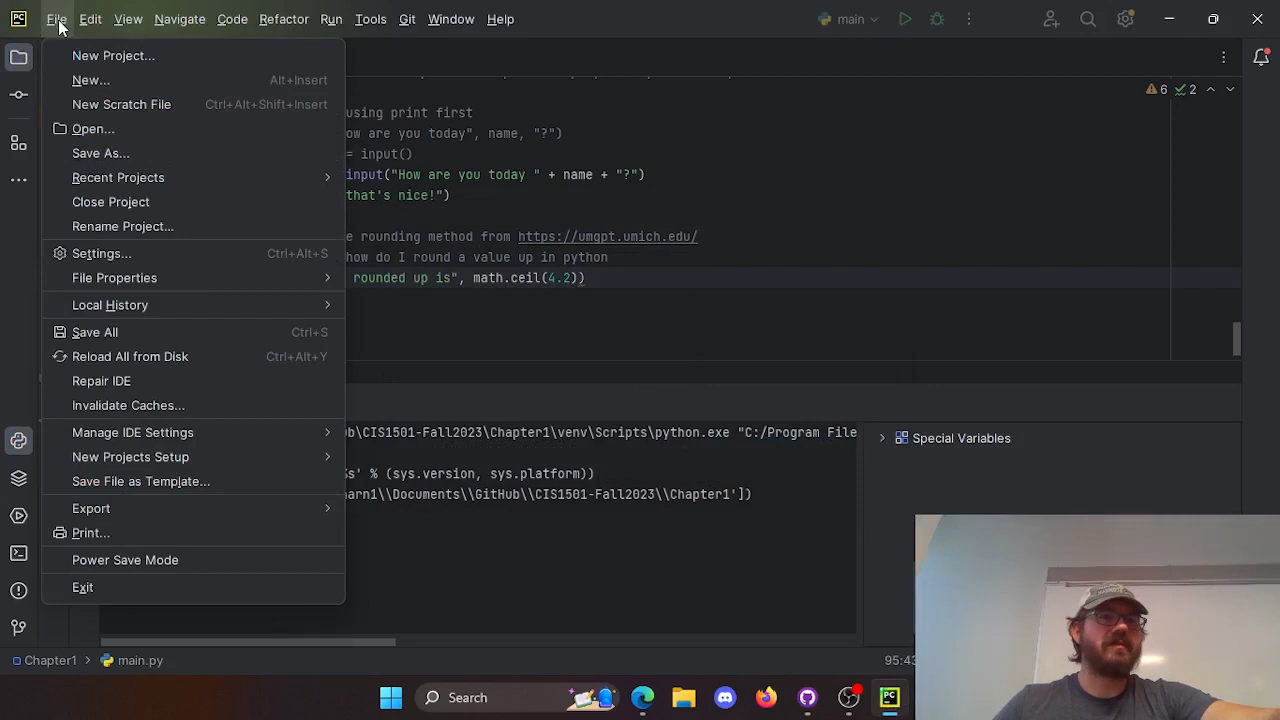 PC File Edit View Navigate Code Refactor Run Tools Git Window Help main
New Project...
New... Alt+Insert
New Scratch File Ctrl+Alt+Shift+Insert
Open...
Save As...
Recent Projects
Close Project
Rename Project...
Settings... Ctrl+Alt+S
File Properties
Local History
Save All Ctrl+S
Reload All from Disk Ctrl+Alt+Y
Repair IDE
Invalidate Caches...
Manage IDE Settings
New Projects Setup
Save File as Template...
Export
Print...
Power Save Mode
Exit
6 2
using print first
ow are you today", name, "?")
= input()
input("How are you today " + name + "?")
that's nice!")
e rounding method from https://umgpt.umich.edu/
how do I round a value up in python
rounded up is", math.ceil(4.2))
b\CIS1501-Fall2023\Chapter1\venv\Scripts\python.exe "C:/Program File
%s' % (sys.version, sys.platform))
arn1\\Documents\\GitHub\\CIS1501-Fall2023\\Chapter1'])
Special Variables
Chapter1 main.py 95:43
Search
PC